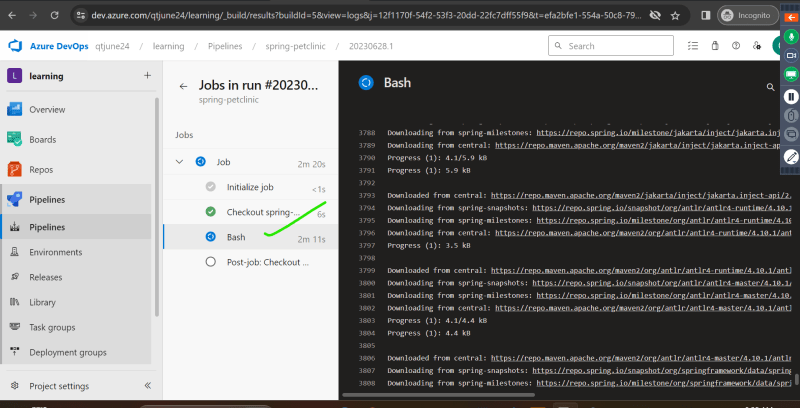 dev.azure.com/qtjune24/learning/_build/results?buildId=5&view=logs&j=12f1170f-54f2-53f3-20dd-22fc7dff55f9&t=efa2bfe1-554a-50c8-79...
Incognito
Azure DevOps qtjune24 / learning / Pipelines / spring-petclinic / 20230628.1
Search
L learning +
Overview
Boards
Repos
Pipelines
Pipelines
Environments
Releases
Library
Task groups
Deployment groups
Project settings
Jobs in run #20230...
spring-petclinic
Jobs
Job 2m 20s
Initialize job <1s
Checkout spring-... 6s
Bash 2m 11s
Post-job: Checkout ...
Bash
3788 Downloading from spring-milestones: https://repo.spring.io/milestone/jakarta/inject/jakarta.inj
3789 Downloading from central: https://repo.maven.apache.org/maven2/jakarta/inject/jakarta.inject-ap
3790 Progress (1): 4.1/5.9 kB
3791 Progress (1): 5.9 kB
3792
3793 Downloaded from central: https://repo.maven.apache.org/maven2/jakarta/inject/jakarta.inject-api/2.
3794 Downloading from spring-snapshots: https://repo.spring.io/snapshot/org/antlr/antlr4-runtime/4.10.
3795 Downloading from spring-milestones: https://repo.spring.io/milestone/org/antlr/antlr4-runtime/4.
3796 Downloading from central: https://repo.maven.apache.org/maven2/org/antlr/antlr4-runtime/4.10.1/ant
3797 Progress (1): 3.5 kB
3798
3799 Downloaded from central: https://repo.maven.apache.org/maven2/org/antlr/antlr4-runtime/4.10.1/antl
3800 Downloading from spring-snapshots: https://repo.spring.io/snapshot/org/antlr/antlr4-master/4.10.1/
3801 Downloading from spring-milestones: https://repo.spring.io/milestone/org/antlr/antlr4-master/4.10.
3802 Downloading from central: https://repo.maven.apache.org/maven2/org/antlr/antlr4-master/4.10.1/ant
3803 Progress (1): 4.1/4.4 kB
3804 Progress (1): 4.4 kB
3805
3806 Downloaded from central: https://repo.maven.apache.org/maven2/org/antlr/antlr4-master/4.10.1/antlr
3807 Downloading from spring-snapshots: https://repo.spring.io/snapshot/org/springframework/data/spring
3808 Downloading from spring-milestones: https://repo.spring.io/milestone/org/springframework/data/spr